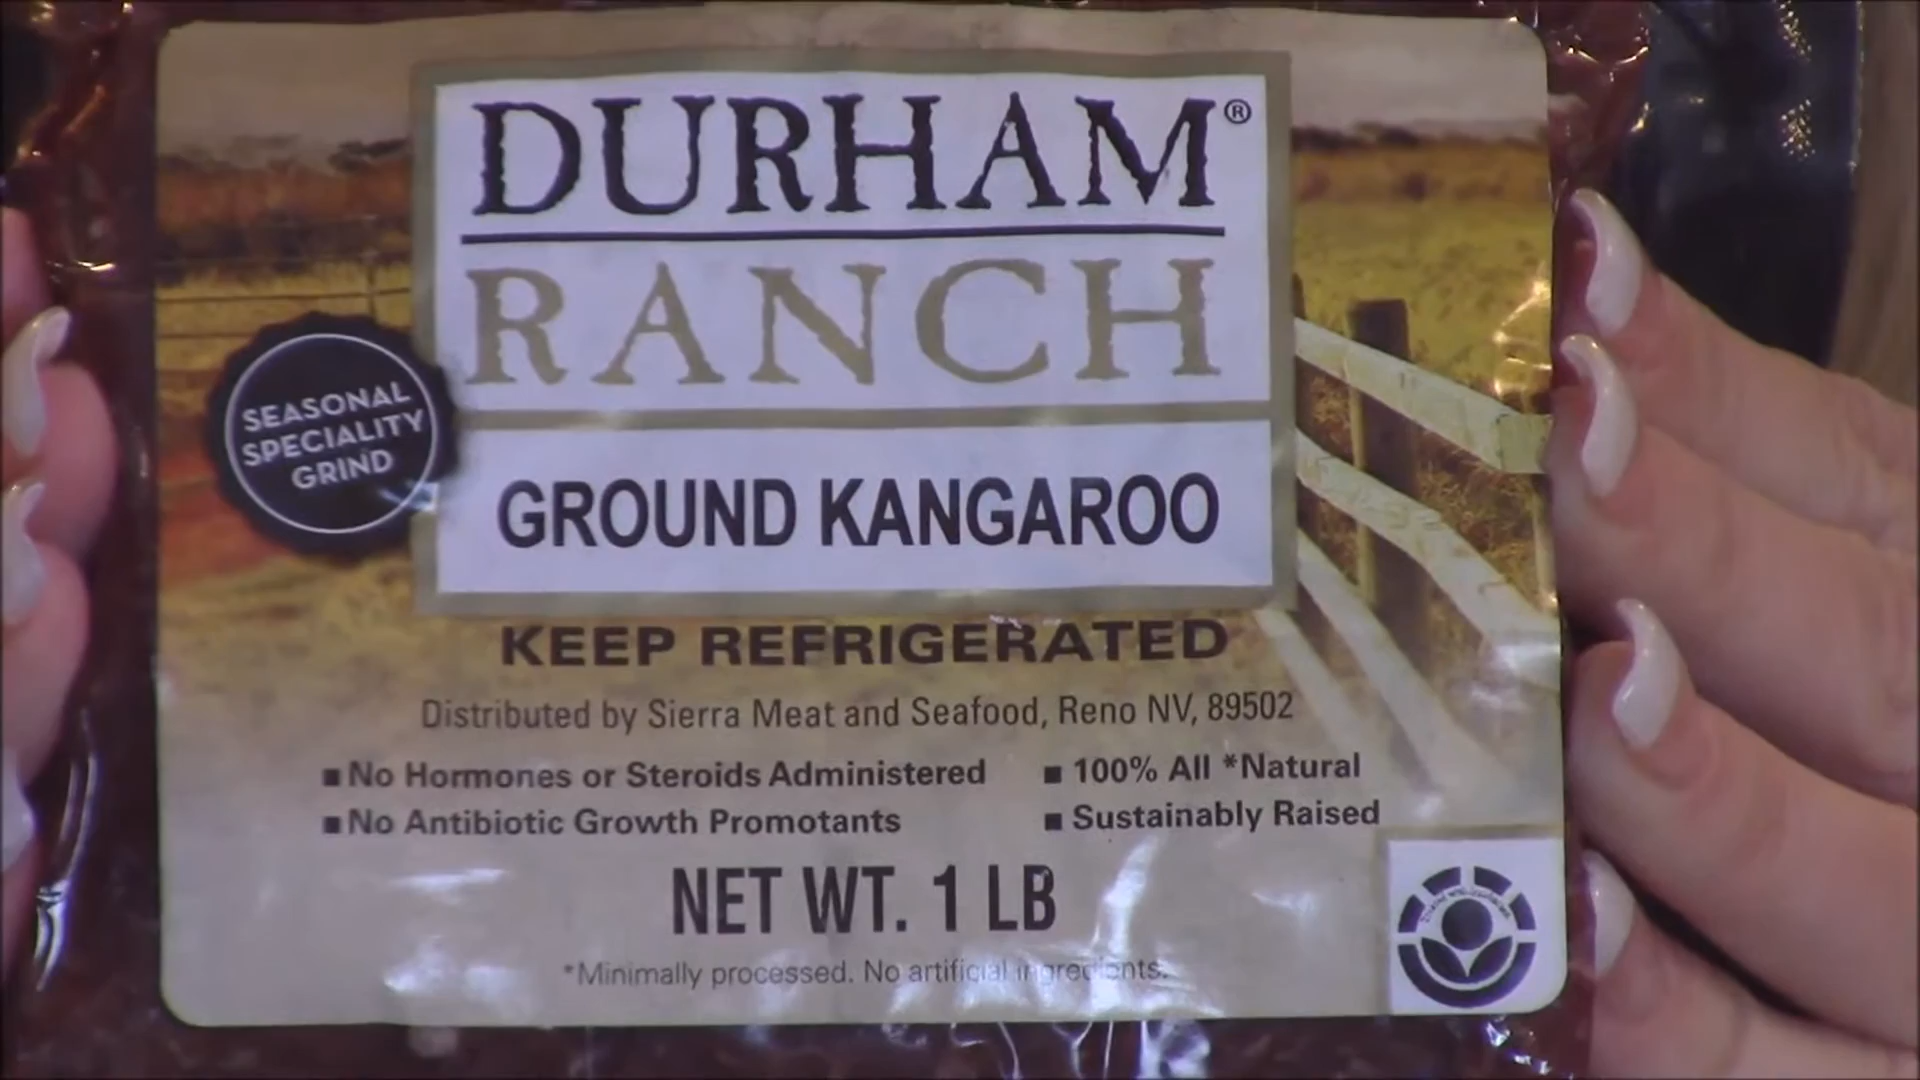 DURHAM®
RANCH
SEASONAL
SPECIALITY
GRIND
GROUND KANGAROO
KEEP REFRIGERATED
Distributed by Sierra Meat and Seafood, Reno NV, 89502
▪ No Hormones or Steroids Administered
▪ 100% All *Natural
▪ No Antibiotic Growth Promotants
▪ Sustainably Raised
NET WT. 1 LB
*Minimally processed. No artificial ingredients.